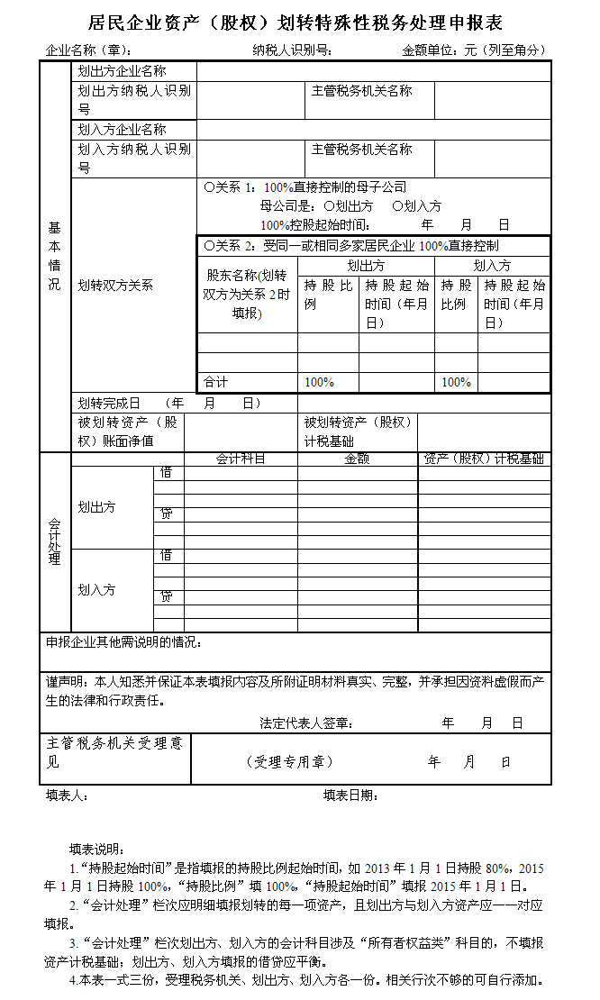 居民企业资产（股权）划转特殊性税务处理申报表
企业名称（章）： 纳税人识别号： 金额单位：元（列至角分）
基本情况
划出方企业名称
划出方纳税人识别号 主管税务机关名称
划入方企业名称
划入方纳税人识别号 主管税务机关名称
划转双方关系
〇关系 1：100%直接控制的母子公司
母公司是：〇划出方 〇划入方
100%控股起始时间： 年 月 日
〇关系 2：受同一或相同多家居民企业 100%直接控制
股东名称(划转双方为关系 2 时填报) 划出方 划入方
持股比例 持股起始时间（年月日） 持股比例 持股起始时间（年月日）
合计 100% 100%
划转完成日 （年 月 日）
被划转资产（股权）账面净值 被划转资产（股权）计税基础
会计处理
会计科目 金额 资产（股权）计税基础
划出方
借
贷
划入方
借
贷
申报企业其他需说明的情况：
谨声明：本人知悉并保证本表填报内容及所附证明材料真实、完整，并承担因资料虚假而产
生的法律和行政责任。
法定代表人签章： 年 月 日
主管税务机关受理意见 （受理专用章） 年 月 日
填表人： 填表日期：
填表说明：
1.“持股起始时间”是指填报的持股比例起始时间，如 2013 年 1 月 1 日持股 80%，2015
年 1 月 1 日持股 100%，“持股比例”填 100%，“持股起始时间”填报 2015 年 1 月 1 日。
2.“会计处理”栏次应明细填报划转的每一项资产，且划出方与划入方资产应一一对应
填报。
3.“会计处理”栏次划出方、划入方的会计科目涉及“所有者权益类”科目的，不填报
资产计税基础；划出方、划入方填报的借贷应平衡。
4.本表一式三份，受理税务机关、划出方、划入方各一份。相关行次不够的可自行添加。